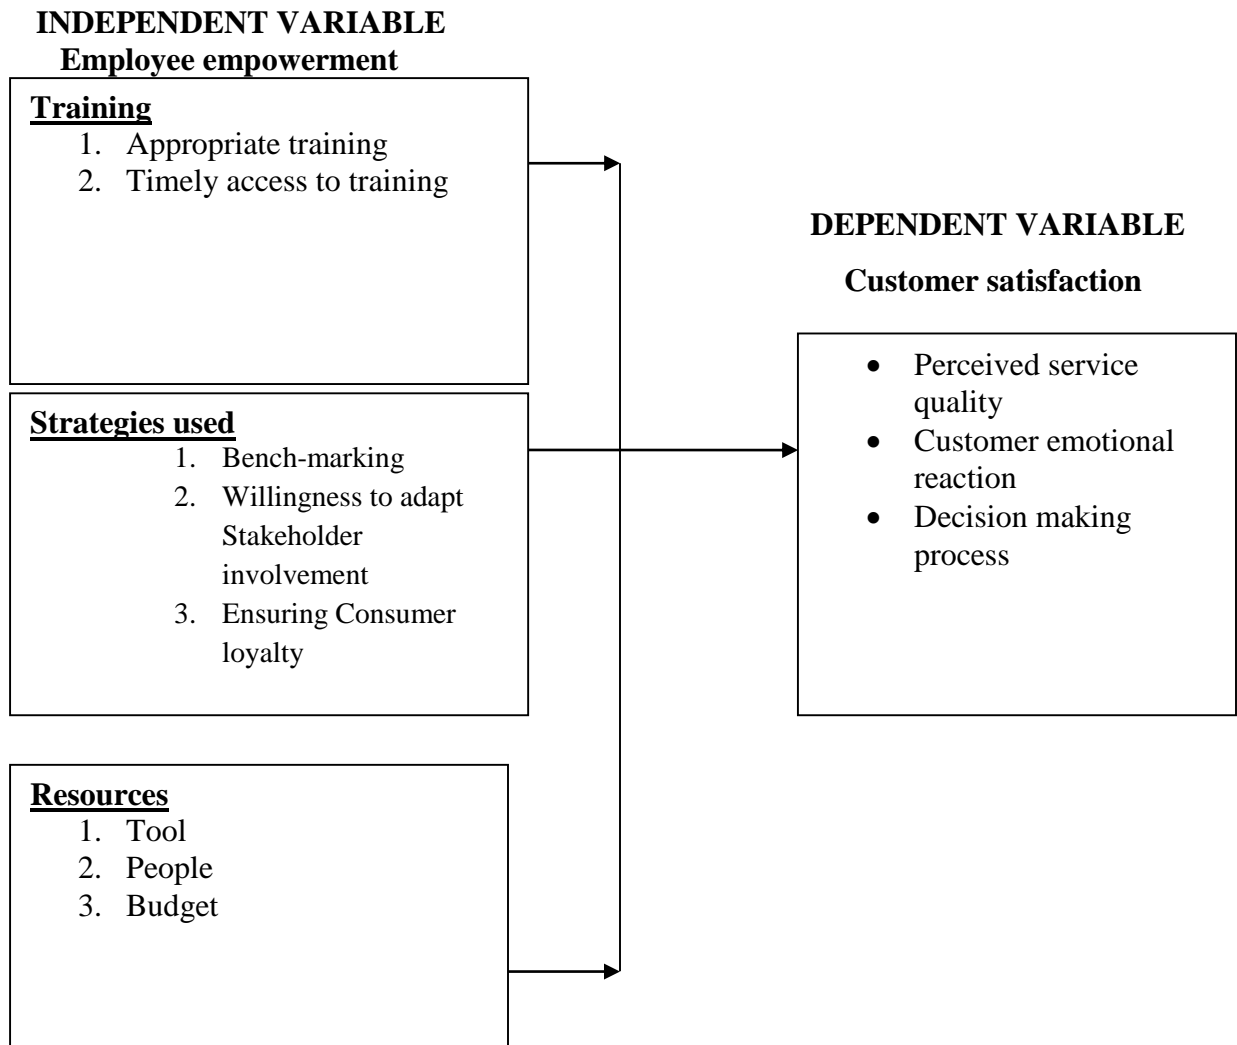 INDEPENDENT VARIABLE
Employee empowerment
Training
1. Appropriate training
2. Timely access to training
Strategies used
1. Bench-marking
2. Willingness to adapt
Stakeholder
involvement
3. Ensuring Consumer
loyalty
Resources
1. Tool
2. People
3. Budget
DEPENDENT VARIABLE
Customer satisfaction
• Perceived service
quality
• Customer emotional
reaction
• Decision making
process